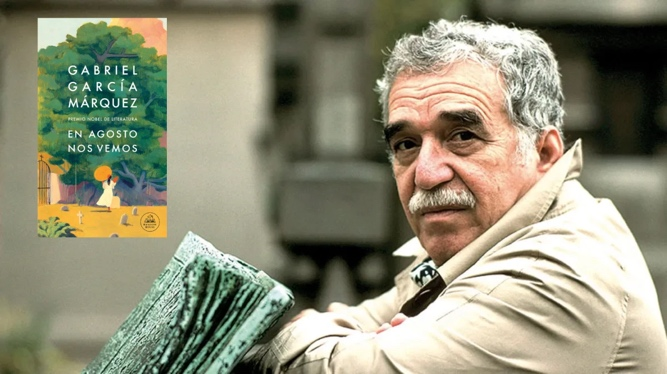 GABRIEL
GARCÍA
MÁRQUEZ
PREMIO NOBEL DE LITERATURA
EN AGOSTO
NOS VEMOS